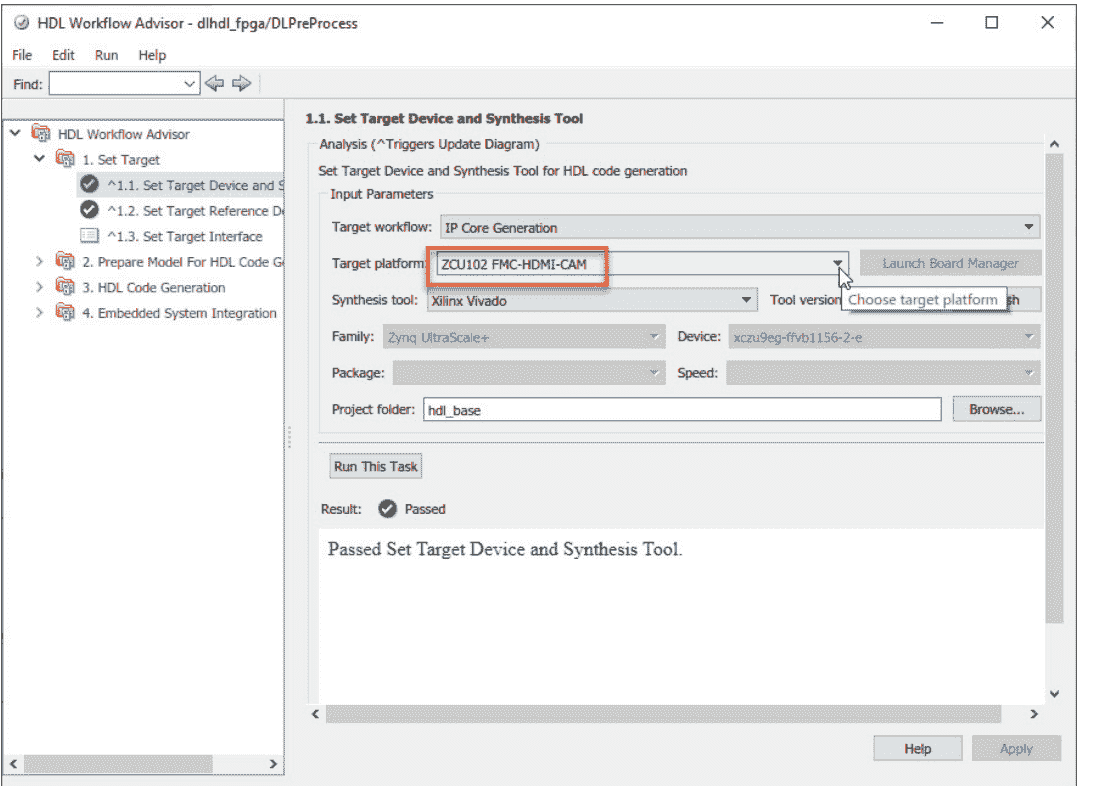 HDL Workflow Advisor - dlhdl_fpga/DLPreProcess
File Edit Run Help
Find:
HDL Workflow Advisor
1. Set Target
^1.1. Set Target Device and S
^1.2. Set Target Reference De
^1.3. Set Target Interface
2. Prepare Model For HDL Code G
3. HDL Code Generation
4. Embedded System Integration
1.1. Set Target Device and Synthesis Tool
Analysis (^Triggers Update Diagram)
Set Target Device and Synthesis Tool for HDL code generation
Input Parameters
Target workflow: IP Core Generation
Target platform ZCU102 FMC-HDMI-CAM Launch Board Manager
Synthesis tool: Xilinx Vivado Tool version sh
Choose target platform
Family: Zynq UltraScale+ Device: xczu9eg-ffvb1156-2-e
Package: Speed:
Project folder: hdl_base Browse...
Run This Task
Result: Passed
Passed Set Target Device and Synthesis Tool.
Help Apply